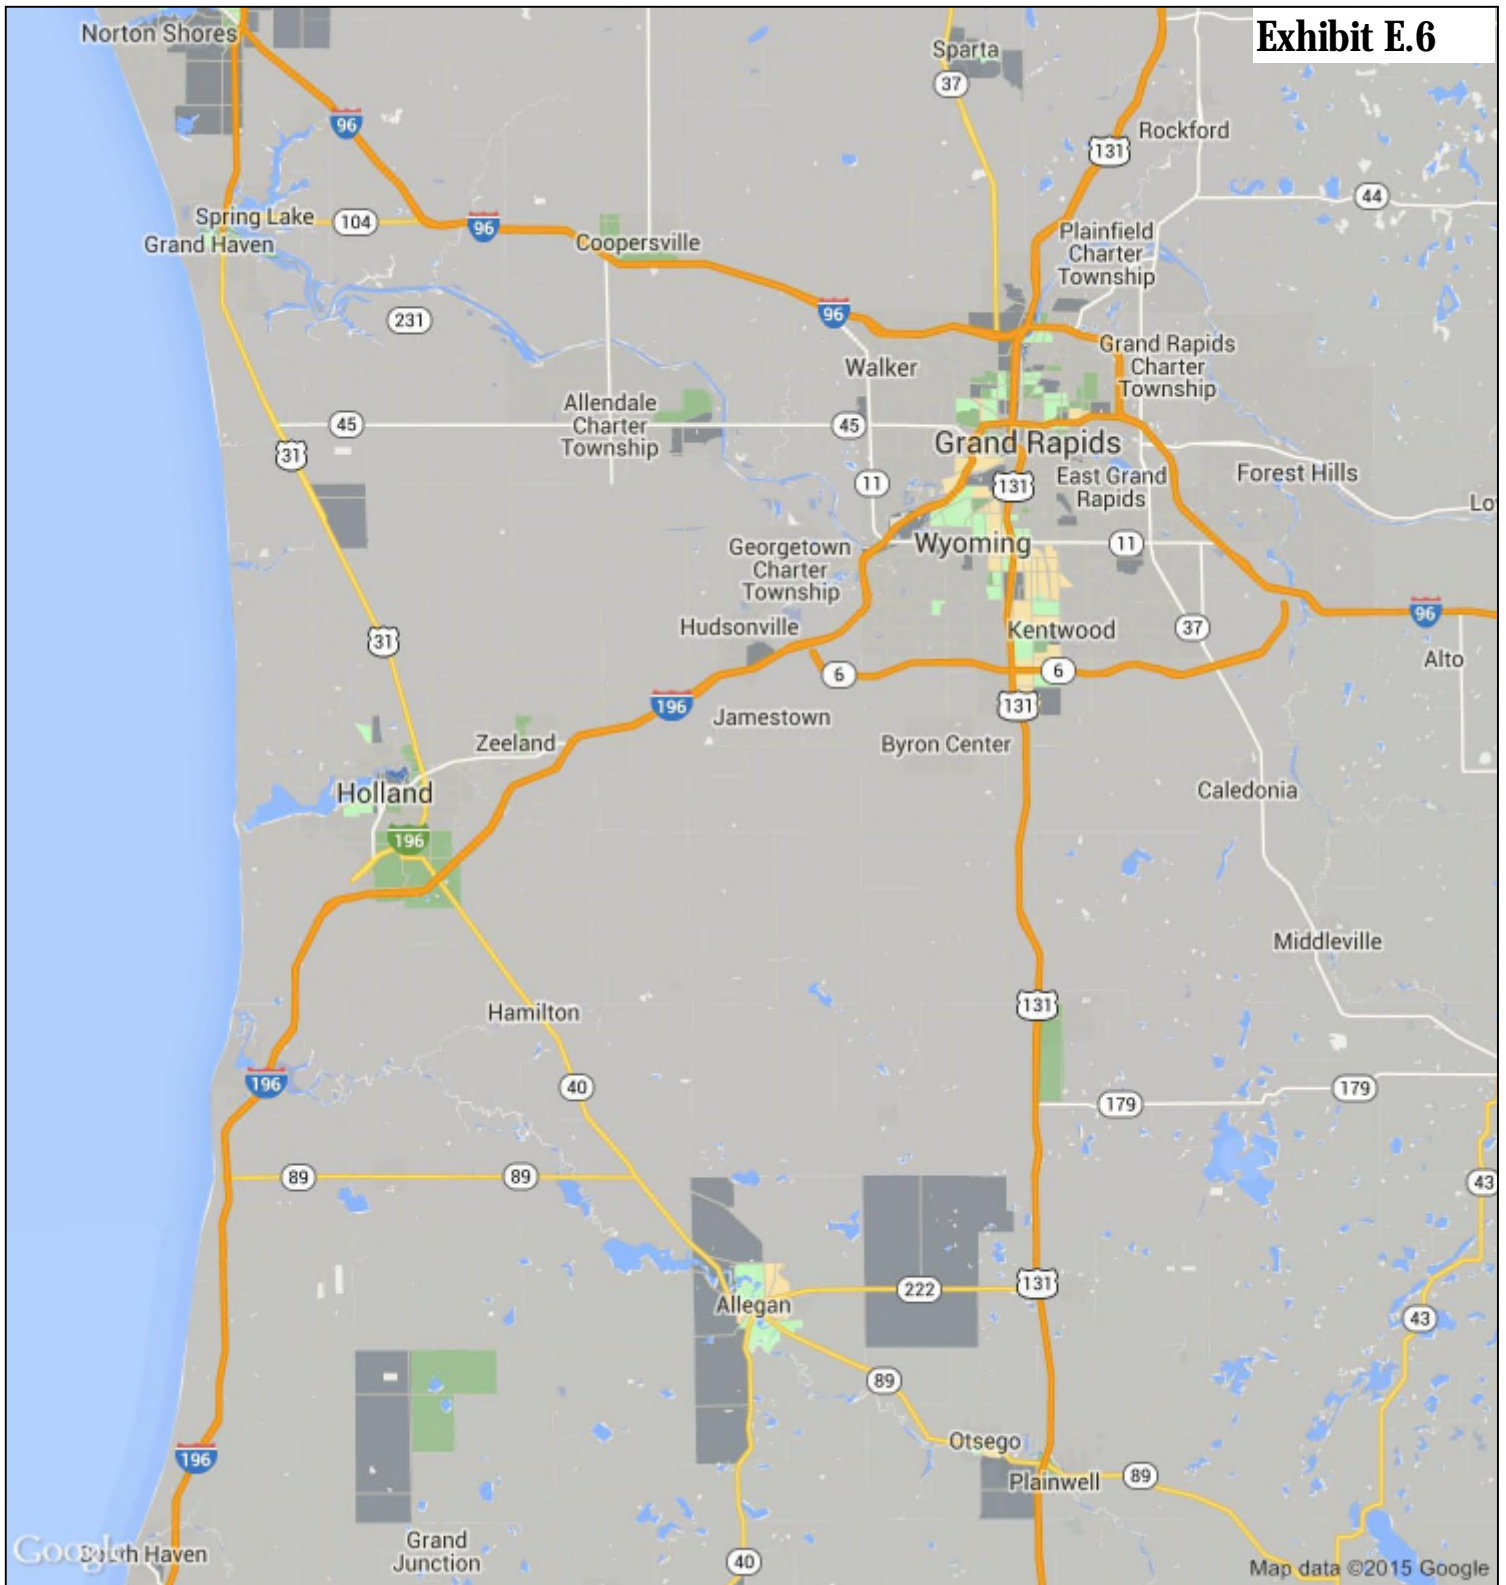 Exhibit E.6
Norton Shores
Sparta
37
96
Rockford
131
44
Spring Lake
104
96
Grand Haven
Coopersville
Plainfield
Charter
Township
231
96
Walker
Grand Rapids
Charter
Township
Allendale
Charter
Township
45
45
31
Grand Rapids
Forest Hills
11
131
East Grand
Rapids
Georgetown
Charter
Township
Wyoming
11
31
Hudsonville
Kentwood
37
96
Alto
6
6
196
131
Jamestown
Zeeland
Byron Center
Holland
Caledonia
196
Middleville
Hamilton
131
196
40
179
179
89
89
43
222
131
Allegan
43
89
Otsego
196
Plainwell
89
Google
South Haven
Grand
Junction
40
Map data ©2015 Google